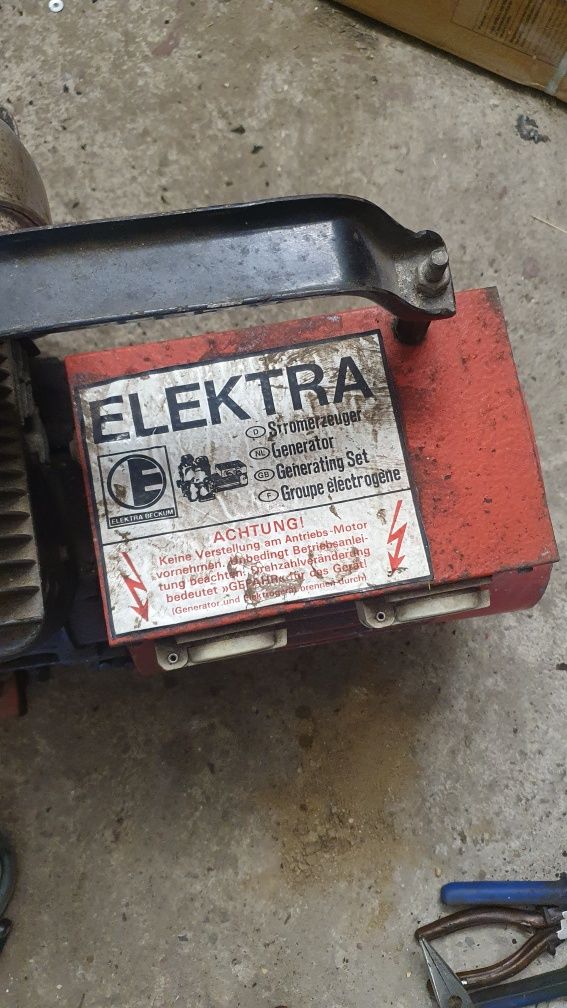 ELEKTRA
D Stromerzeuger
NL Generator
GB Generating Set
F Groupe électrogene
E
ELEKTRA BECKUM
ACHTUNG!
Keine Verstellung am Antriebs-Motor
vornehmen. Unbedingt Betriebsanlei-
tung beachten. Drehzahlveränderung
bedeutet »GEFAHR« für das Gerät!
(Generator und Elektrogerät brennen durch)